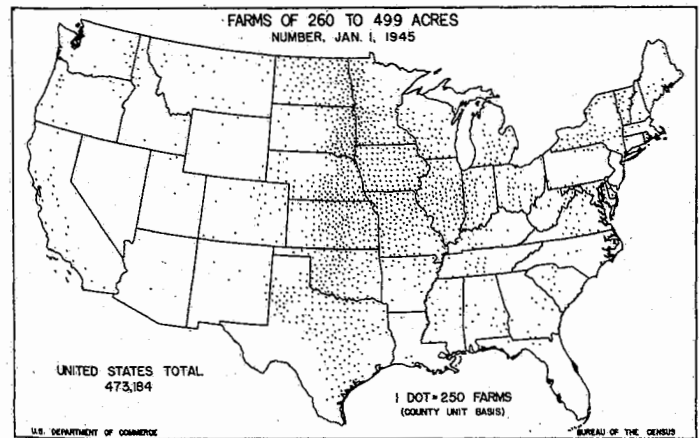 FARMS OF 260 TO 499 ACRES
NUMBER, JAN. 1, 1945
UNITED STATES TOTAL
473,184
1 DOT=250 FARMS
(COUNTY UNIT BASIS)
U.S. DEPARTMENT OF COMMERCE
BUREAU OF THE CENSUS